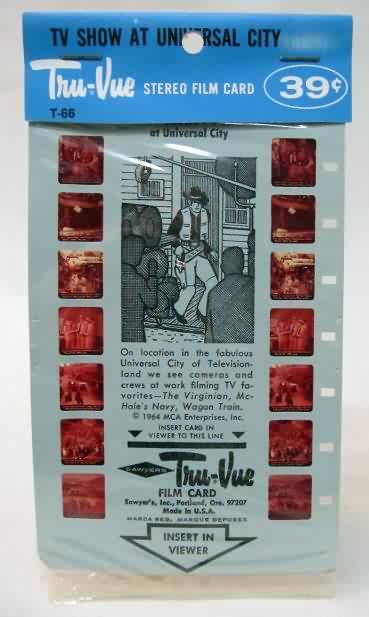 TV SHOW AT UNIVERSAL CITY
Tru-Vue STEREO FILM CARD 39¢
T-66
at Universal City
On location in the fabulous
Universal City of Television-
land we see cameras and
crews at work filming TV fa-
vorites—The Virginian, Mc-
Hale's Navy, Wagon Train.
© 1964 MCA Enterprises, Inc.
INSERT CARD IN
VIEWER TO THIS LINE
SAWYER'S Tru-Vue
FILM CARD
Sawyer's, Inc., Portland, Ore. 97207
Made in U.S.A.
MARCA REG. MARQUE DEPOSEE
INSERT IN
VIEWER